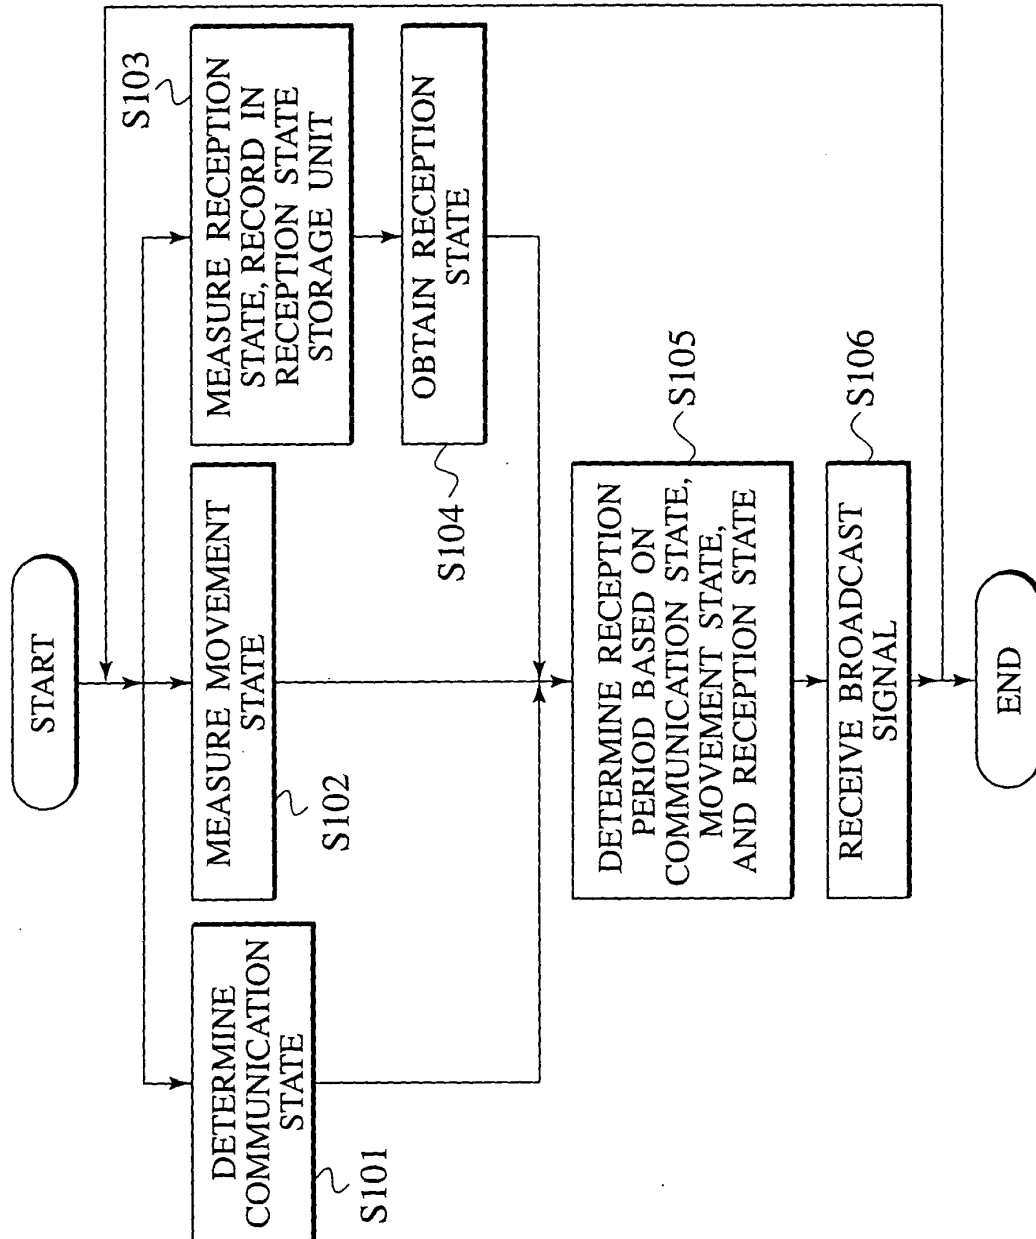 START
DETERMINE
COMMUNICATION
STATE
S101
MEASURE MOVEMENT
STATE
S102
MEASURE RECEPTION
STATE, RECORD IN
RECEPTION STATE
STORAGE UNIT
S103
OBTAIN RECEPTION
STATE
S104
DETERMINE RECEPTION
PERIOD BASED ON
COMMUNICATION STATE,
MOVEMENT STATE,
AND RECEPTION STATE
S105
RECEIVE BROADCAST
SIGNAL
S106
END